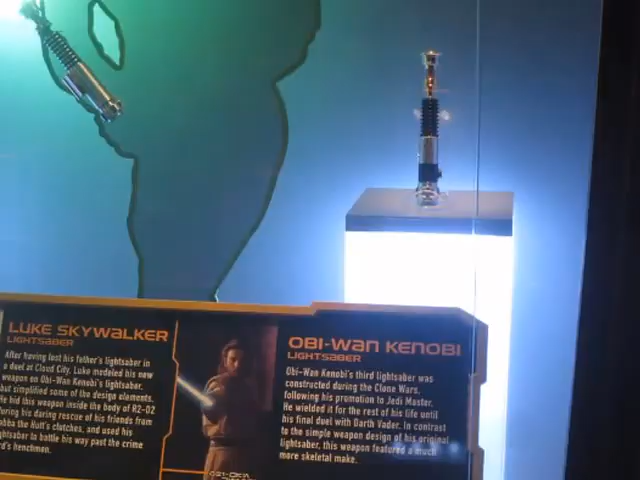 LUKE SKYWALKER
LIGHTSABER
After having lost his father's lightsaber in
a duel at Cloud City, Luke modeled his new
weapon on Obi-Wan Kenobi's lightsaber,
but simplified some of the design elements.
He hid this weapon inside the body of R2-D2
during his daring rescue of his friends from
abba the Hutt's clutches, and used his
ghtsaber to battle his way past the crime
rd's henchmen.
OBI-WAN KENOBI
LIGHTSABER
Obi-Wan Kenobi's third lightsaber was
constructed during the Clone Wars,
following his promotion to Jedi Master.
He wielded it for the rest of his life until
his final duel with Darth Vader. In contrast
to the simple weapon design of his original
lightsaber, this weapon featured a much
more skeletal make.
OBI-WAN